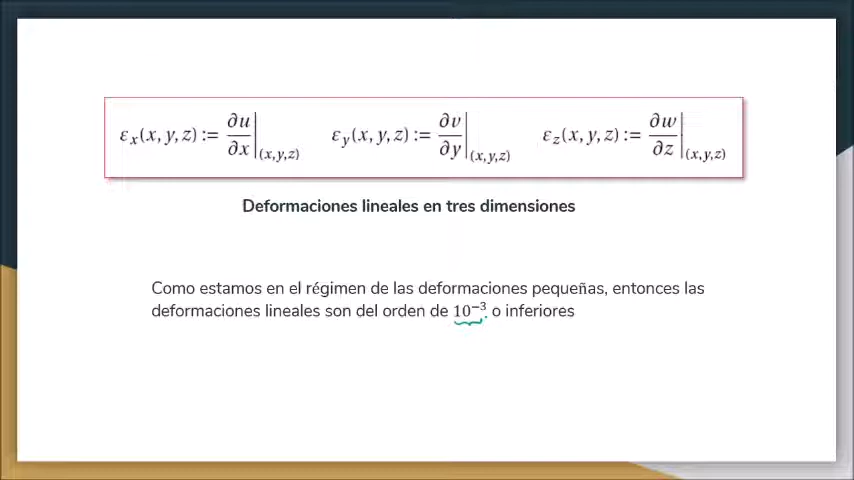 εx(x, y, z) := ∂u/∂x|(x,y,z) εy(x, y, z) := ∂v/∂y|(x,y,z) εz(x, y, z) := ∂w/∂z|(x,y,z)
Deformaciones lineales en tres dimensiones
Como estamos en el régimen de las deformaciones pequeñas, entonces las
deformaciones lineales son del orden de 10⁻³ o inferiores